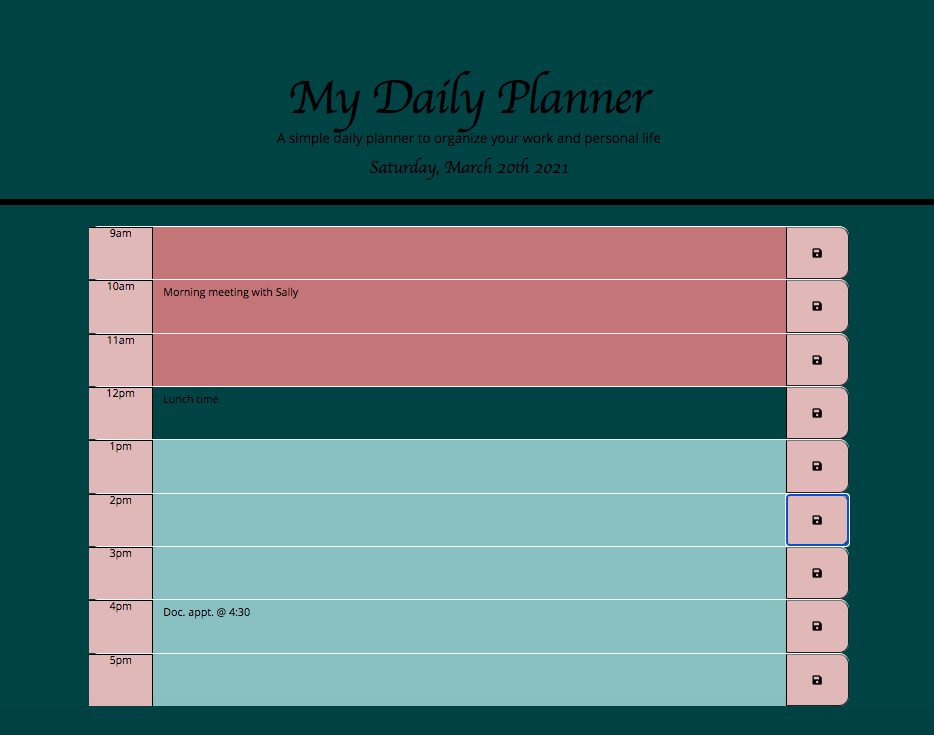 My Daily Planner
A simple daily planner to organize your work and personal life
Saturday, March 20th 2021
9am
10am
Morning meeting with Sally
11am
12pm
Lunch time
1pm
2pm
3pm
4pm
Doc. appt. @ 4:30
5pm